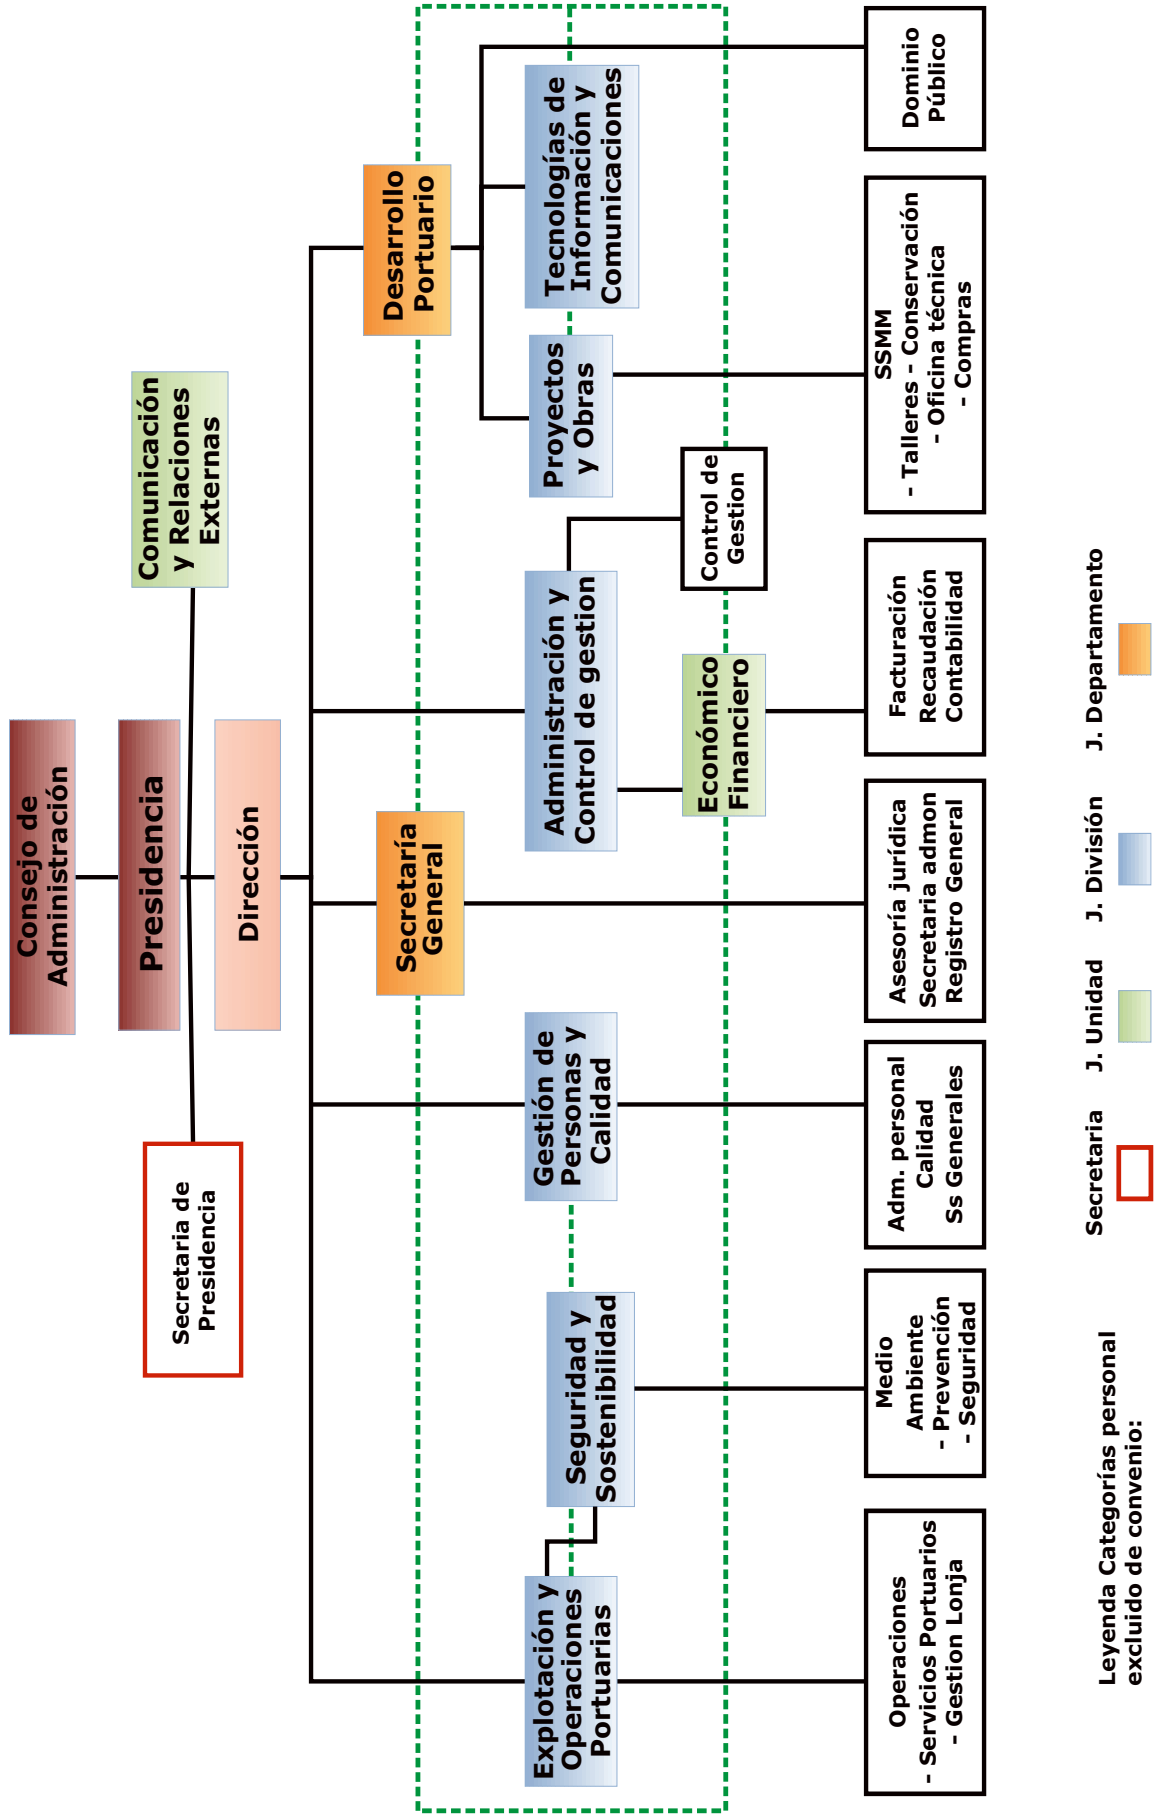 Consejo de
Administración
Presidencia
Secretaria de
Presidencia
Comunicación
y Relaciones
Externas
Dirección
Secretaría
General
Desarrollo
Portuario
Explotación y
Operaciones
Portuarias
Seguridad y
Sostenibilidad
Gestión de
Personas y
Calidad
Administración y
Control de gestion
Proyectos
y Obras
Tecnologías de
Información y
Comunicaciones
Económico
Financiero
Control de
Gestion
Operaciones
- Servicios Portuarios
- Gestion Lonja
Medio
Ambiente
- Prevención
- Seguridad
Adm. personal
Calidad
Ss Generales
Asesoría jurídica
Secretaria admon
Registro General
Facturación
Recaudación
Contabilidad
SSMM
- Talleres - Conservación
- Oficina técnica
- Compras
Dominio
Público
Leyenda Categorías personal
excluido de convenio:
Secretaria
J. Unidad
J. División
J. Departamento